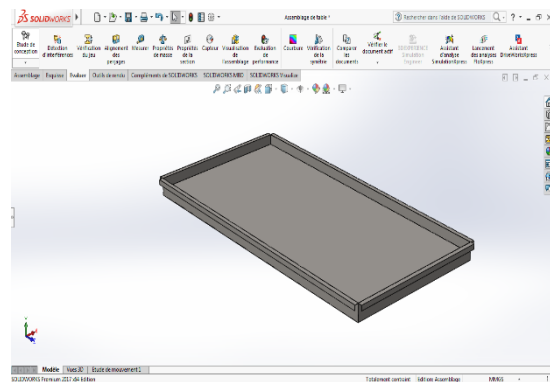 SOLIDWORKS
Assemblage de table *
Rechercher dans l'aide de SOLIDWORKS
Etude de conception
Détection d'interférences
Vérification du jeu
Alignement des perçages
Mesurer
Propriétés de masse
Propriétés de la section
Capteur
Visualisation de l'assemblage
Evaluation de performance
Courbure
Vérification de la symétrie
Comparer les documents
Vérifier le document actif
Assistant d'analyse SimulationXpress
Lancement des analyses FloXpress
Assistant DriveWorksXpress
Assemblage
Esquisse
Evaluer
Outils de rendu
Compléments de SOLIDWORKS
SOLIDWORKS MBD
SOLIDWORKS Visualize
Modèle
Vues 3D
Etude de mouvement 1
SOLIDWORKS Premium 2017 x64 Edition
Totalement contraint
Editions Assemblage
MMGS